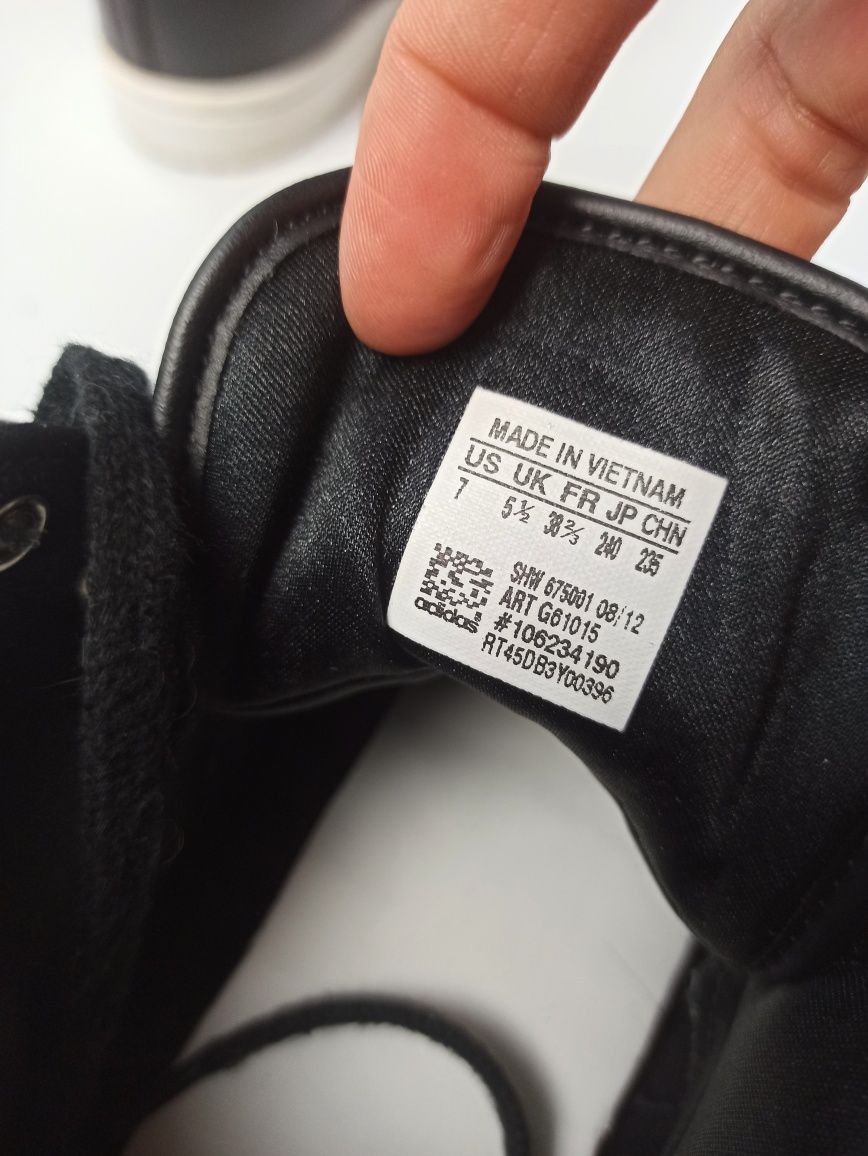 MADE IN VIETNAM
US UK FR JP CHN
7 5½ 38⅔ 240 235
SHW 675001 08/12
ART G61015
#106234190
RT45DB3Y00396
adidas